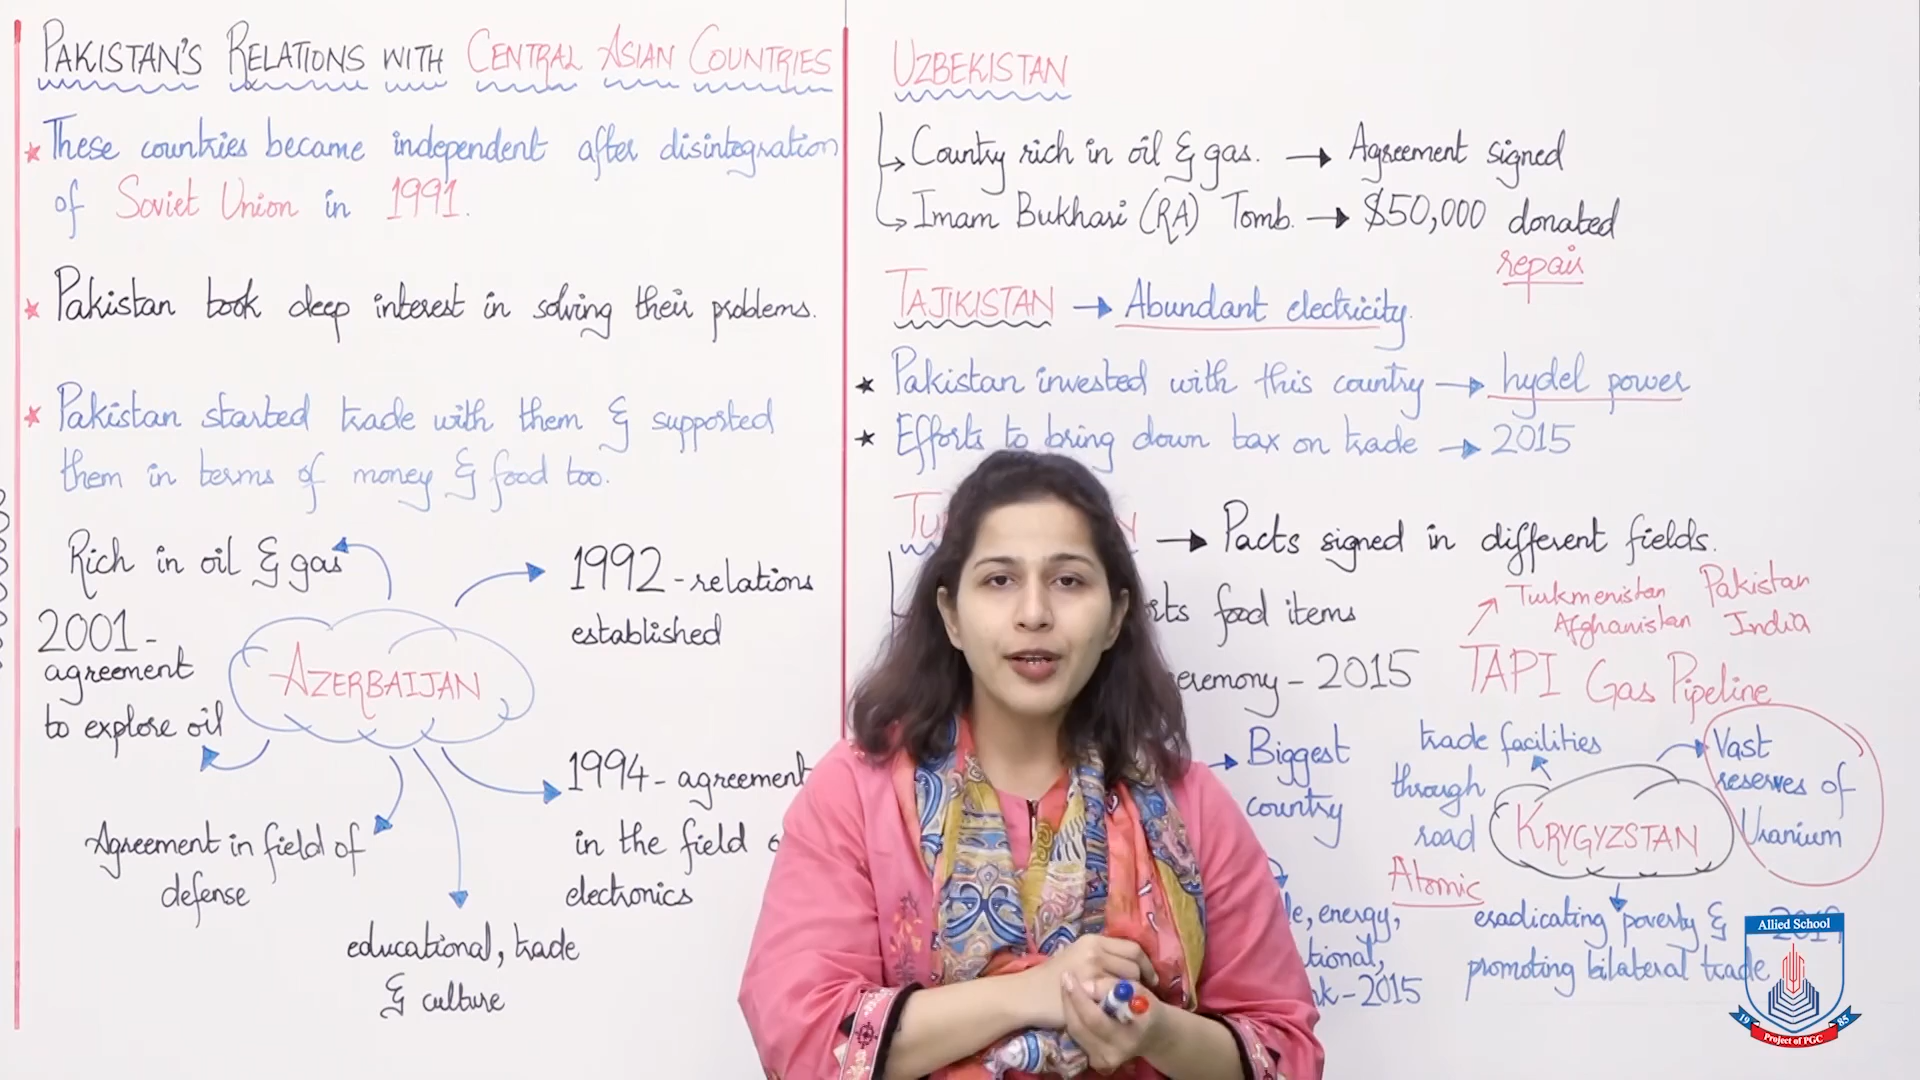 PAKISTAN'S RELATIONS WITH CENTRAL ASIAN COUNTRIES
★ These countries became independent after disintegration
of Soviet Union in 1991.
★ Pakistan took deep interest in solving their problems.
★ Pakistan started trade with them & supported
them in terms of money & food too.
Rich in oil & gas
1992 - relations
established
2001 -
agreement
to explore oil
AZERBAIJAN
1994 - agreement
in the field
electronics
Agreement in field of
defense
educational, trade
& culture
UZBEKISTAN
Country rich in oil & gas. → Agreement signed
Imam Bukhari (RA) Tomb. → $50,000 donated
repair
TAJIKISTAN → Abundant electricity.
★ Pakistan invested with this country → hydel power
★ Efforts to bring down tax on trade → 2015
→ Pacts signed in different fields.
food items
Turkmenistan Pakistan
Afghanistan India
2015
TAPI Gas Pipeline
→ Biggest
country
energy,
2015
trade facilities
through
road
KRYGYZSTAN
Vast
reserves of
Uranium
Atomic
eradicating poverty &
promoting bilateral trade
Allied School
19 85
Project of PGC